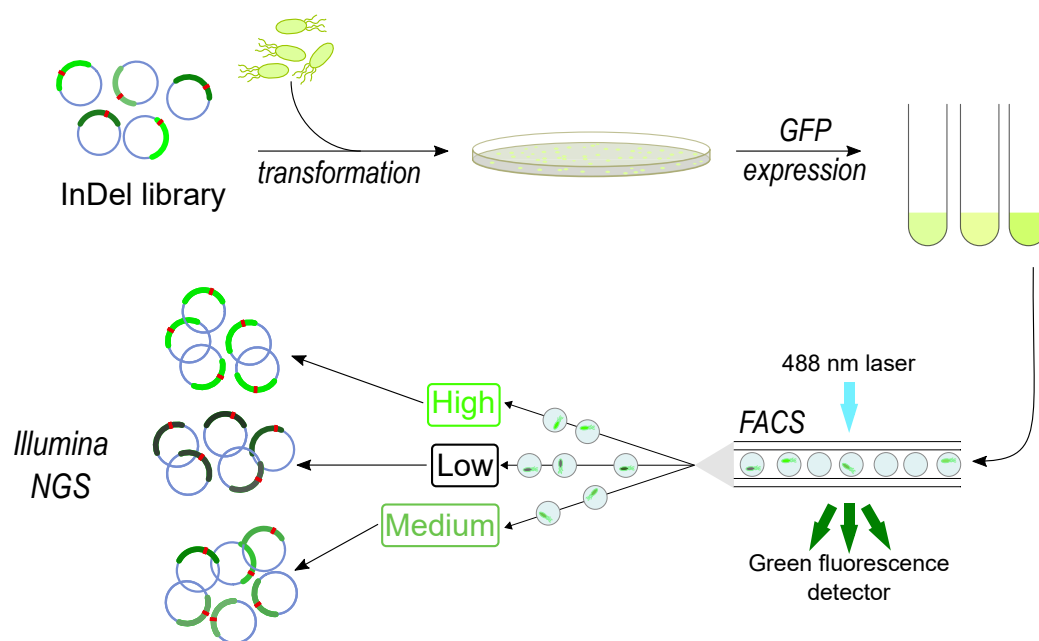 InDel library
transformation
GFP
expression
488 nm laser
FACS
High
Low
Medium
Illumina
NGS
Green fluorescence
detector